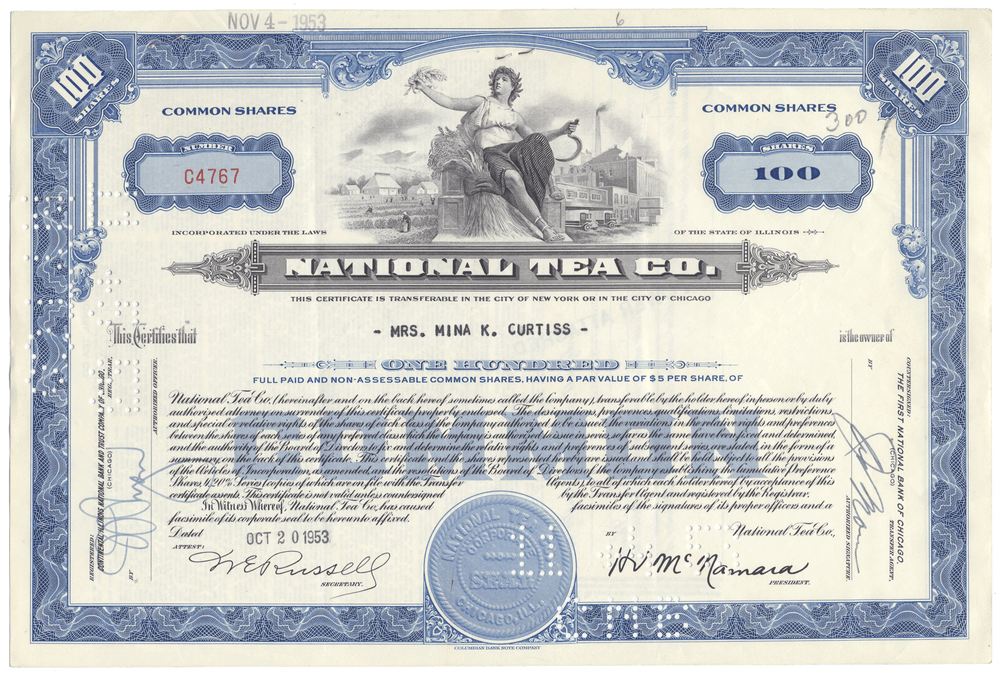 NOV 4 - 1953
6
100
SHARES
100
SHARES
COMMON SHARES
COMMON SHARES
300
NUMBER
C4767
SHARES
100
INCORPORATED UNDER THE LAWS
OF THE STATE OF ILLINOIS
NATIONAL TEA CO.
THIS CERTIFICATE IS TRANSFERABLE IN THE CITY OF NEW YORK OR IN THE CITY OF CHICAGO
This Certifies that
- MRS. MINA K. CURTISS -
is the owner of
ONE HUNDRED
FULL PAID AND NON-ASSESSABLE COMMON SHARES, HAVING A PAR VALUE OF $5 PER SHARE, OF
National Tea Co. (hereinafter and on the back hereof sometimes called the Company), transferable by the holder hereof in person or by duly
authorized attorney on surrender of this certificate properly endorsed. The designations, preferences, qualifications, limitations, restrictions,
and special or relative rights of the shares of each class of the Company authorized to be issued, the variations in the relative rights and preferences
between the shares of each series of any preferred class which the Company is authorized to issue in series, so far as the same have been fixed and determined,
and the authority of the Board of Directors to fix and determine the relative rights and preferences of subsequent series, are set forth, in the form of a
summary, on the back of this certificate. This certificate and the shares represented hereby are issued and shall be held subject to all the provisions
of the Articles of Incorporation, as amended, and the resolution of the Board of Directors of the Company establishing the Cumulative Preference
Shares, 4.20% Series (copies of which are on file with the Transfer Agent), to all of which each holder hereof by acceptance of this
certificate assents. This certificate is not valid unless countersigned by the Transfer Agent and registered by the Registrar.
In Witness Whereof, National Tea Co. has caused facsimiles of the signatures of its proper officers and a
facsimile of its corporate seal to be hereunto affixed.
COMMON
Dated
OCT 20 1953
BY
National Tea Co.,
ATTEST:
W E Russell
SECRETARY.
H.V. McNamara
PRESIDENT.
REGISTERED:
CONTINENTAL ILLINOIS NATIONAL BANK AND TRUST COMPANY OF CHICAGO
(CHICAGO)
BY
AUTHORIZED SIGNATURE.
COUNTERSIGNED:
THE FIRST NATIONAL BANK OF CHICAGO,
(CHICAGO)
TRANSFER AGENT.
BY
AUTHORIZED SIGNATURE.
SEAL
CHICAGO, ILL.
COLUMBIAN BANK NOTE COMPANY